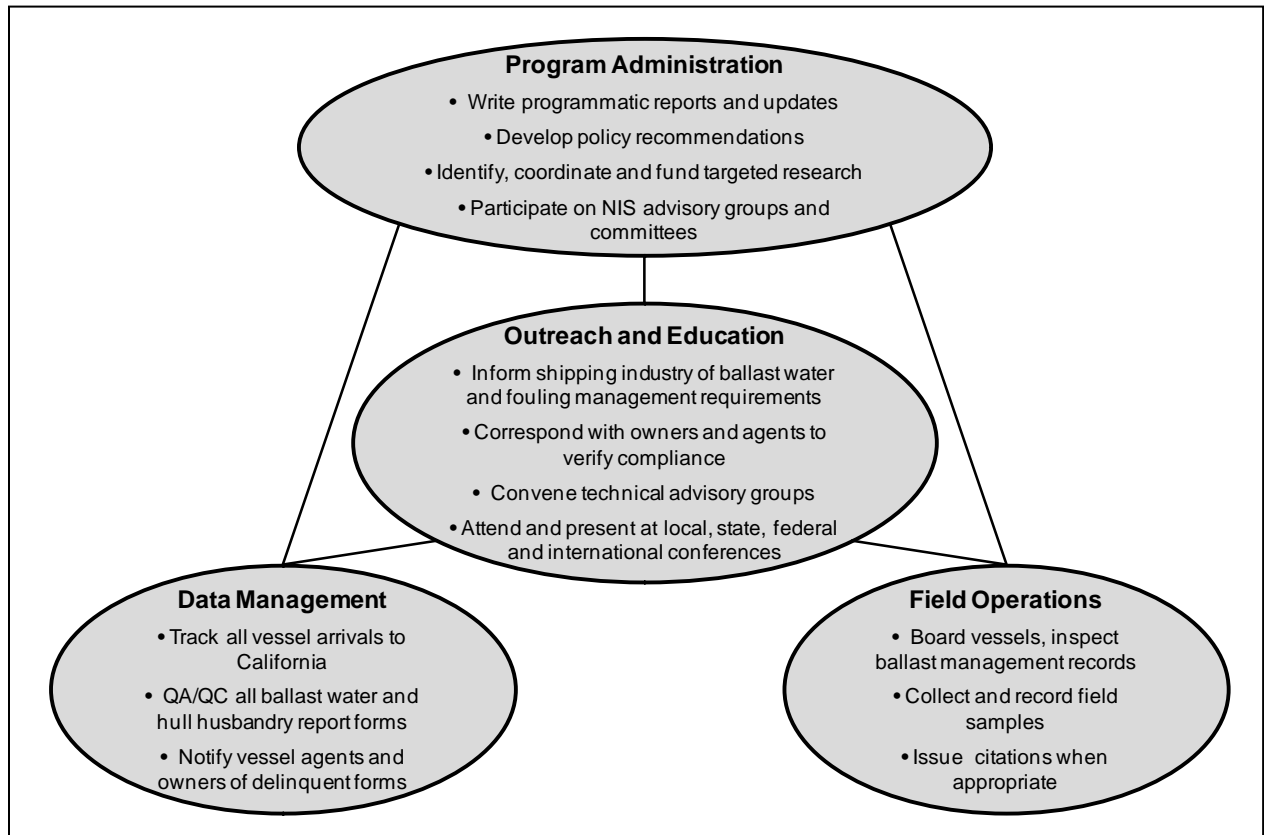 Program Administration
• Write programmatic reports and updates
• Develop policy recommendations
• Identify, coordinate and fund targeted research
• Participate on NIS advisory groups and
committees
Outreach and Education
• Inform shipping industry of ballast water
and fouling management requirements
• Correspond with owners and agents to
verify compliance
• Convene technical advisory groups
• Attend and present at local, state, federal
and international conferences
Data Management
• Track all vessel arrivals to
California
• QA/QC all ballast water and
hull husbandry report forms
• Notify vessel agents and
owners of delinquent forms
Field Operations
• Board vessels, inspect
ballast management records
• Collect and record field
samples
• Issue citations when
appropriate